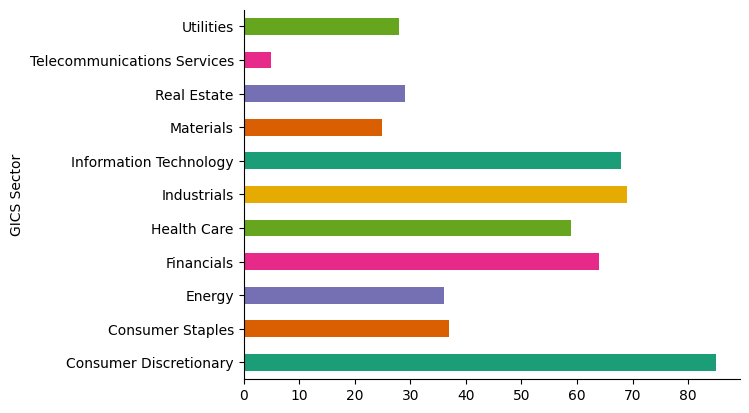 GICS Sector
Utilities
Telecommunications Services
Real Estate
Materials
Information Technology
Industrials
Health Care
Financials
Energy
Consumer Staples
Consumer Discretionary
0 10 20 30 40 50 60 70 80